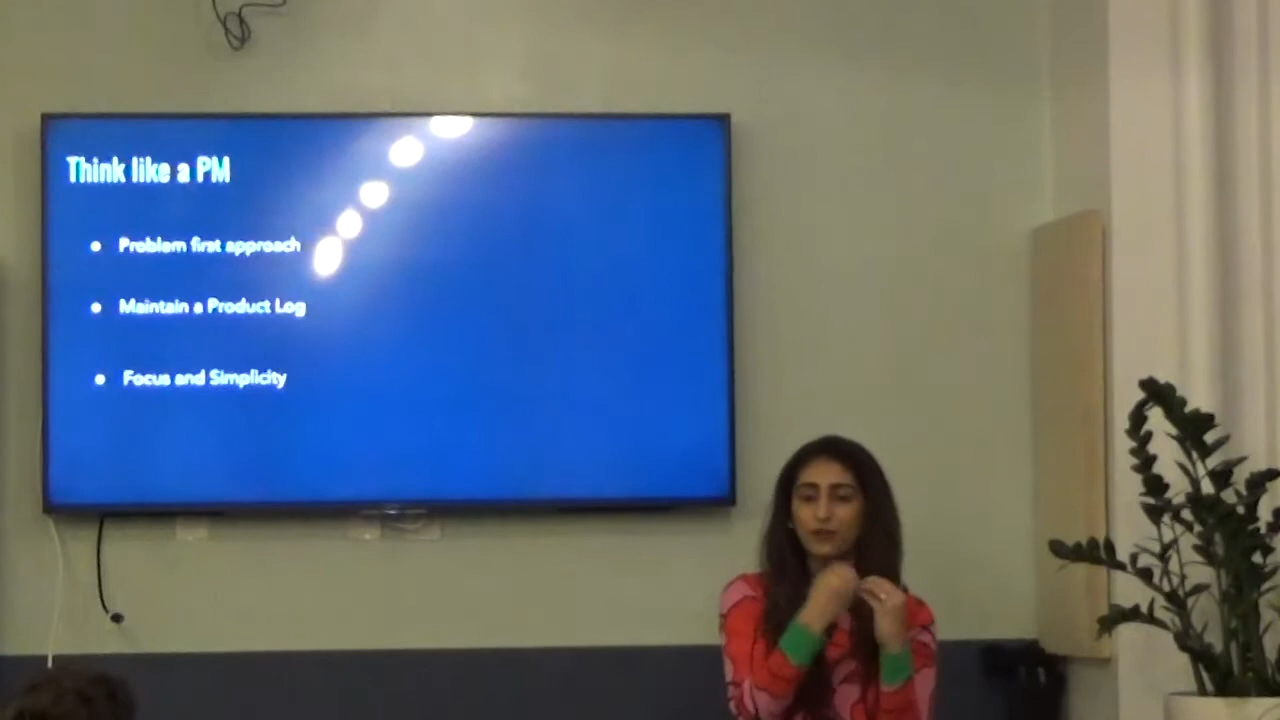 Think like a PM
Problem first approach
Maintain a Product Log
Focus and Simplicity